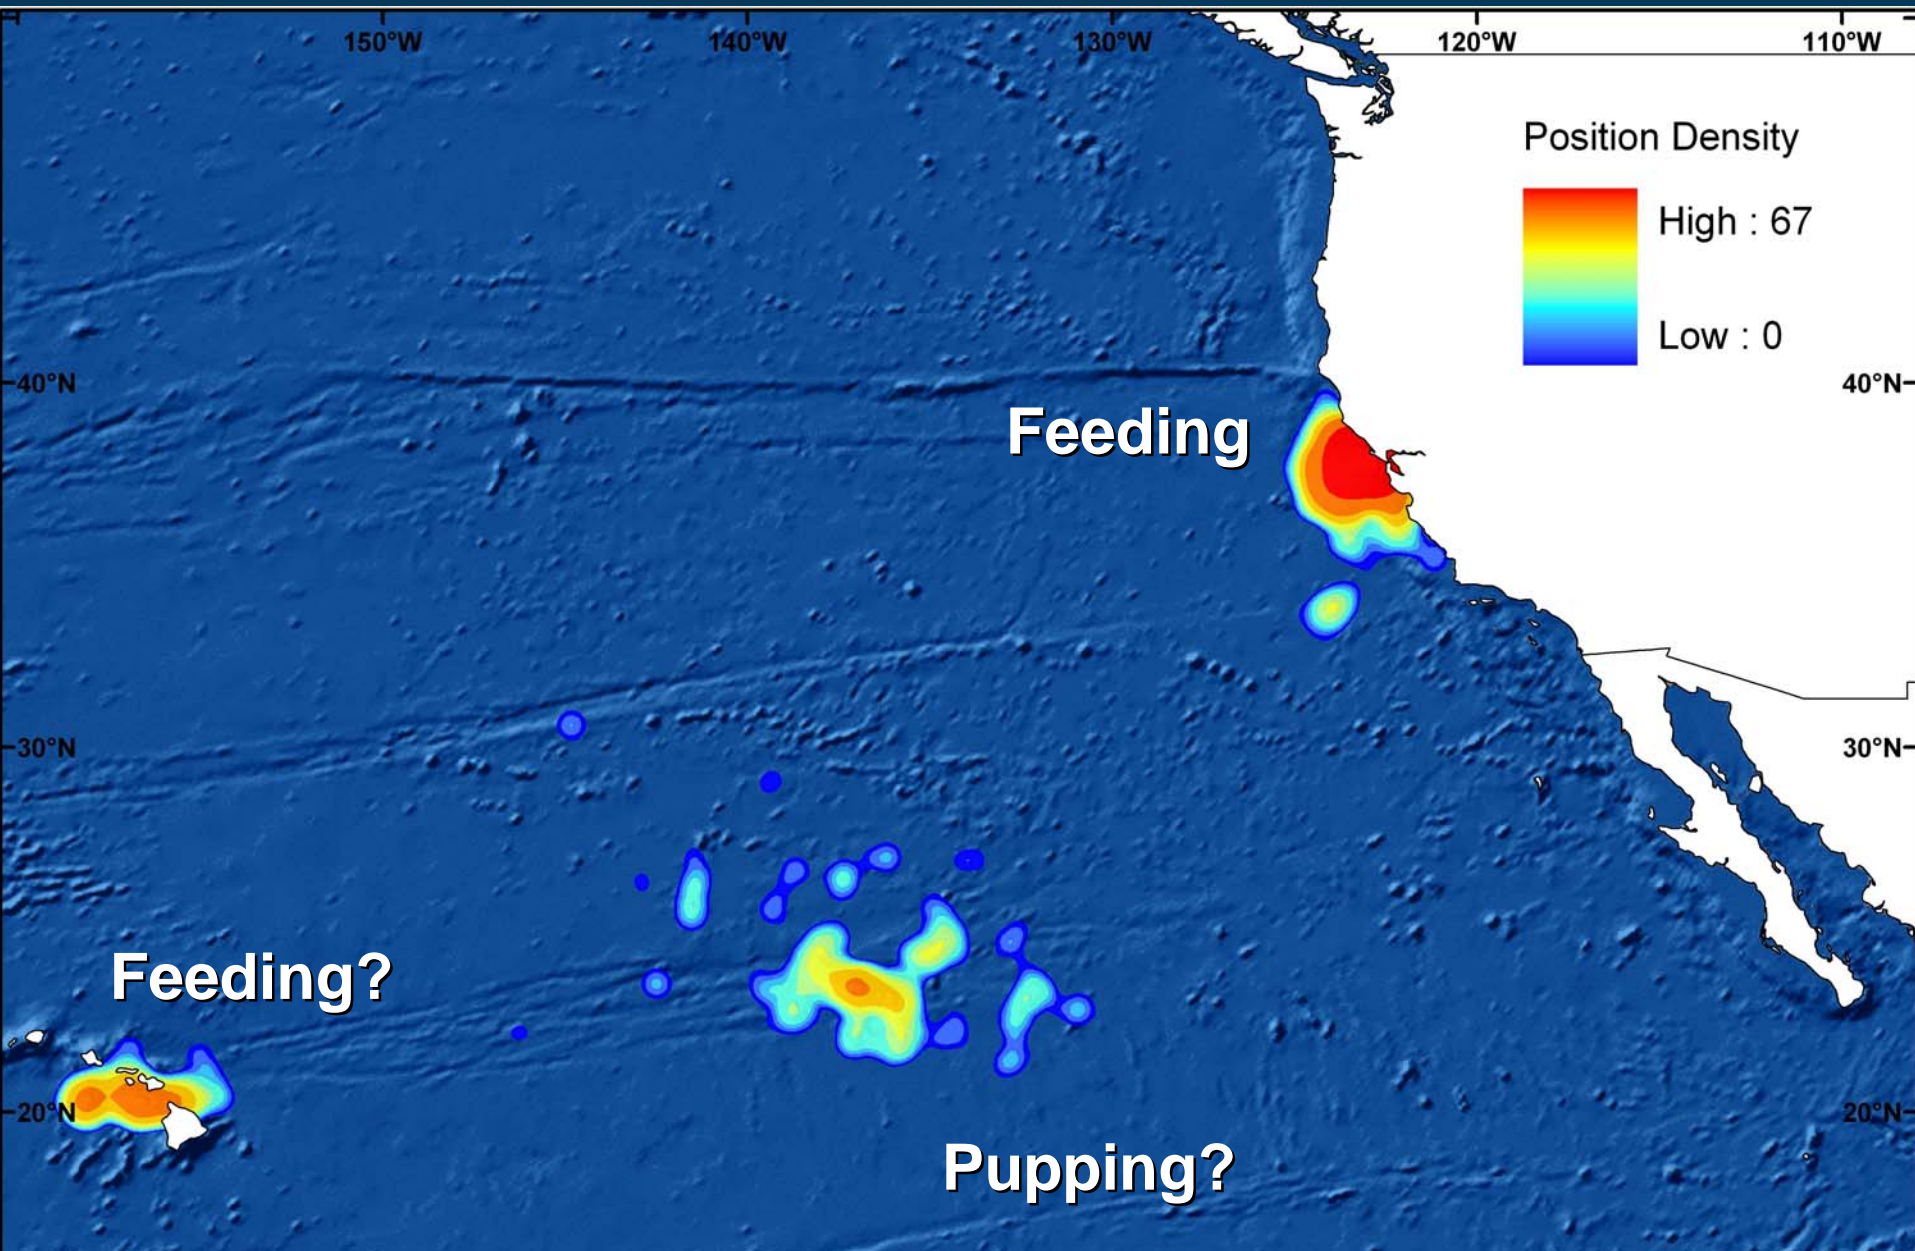 150°W 140°W 130°W 120°W 110°W
Position Density
High : 67
Low : 0
40°N 40°N
Feeding
30°N 30°N
Feeding?
20°N 20°N
Pupping?